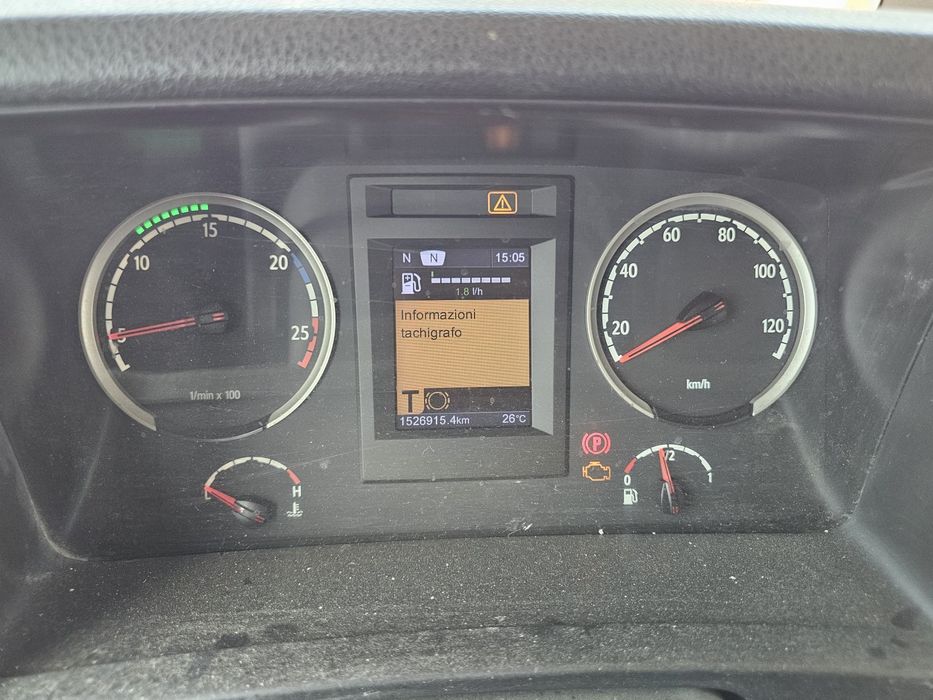 N N 15:05
1.8 l/h
Informazioni
tachigrafo
T
1526915.4km 26°C
5 10 15 20 25
1/min x 100
20 40 60 80 100 120
km/h
H
P
0 1/2 1